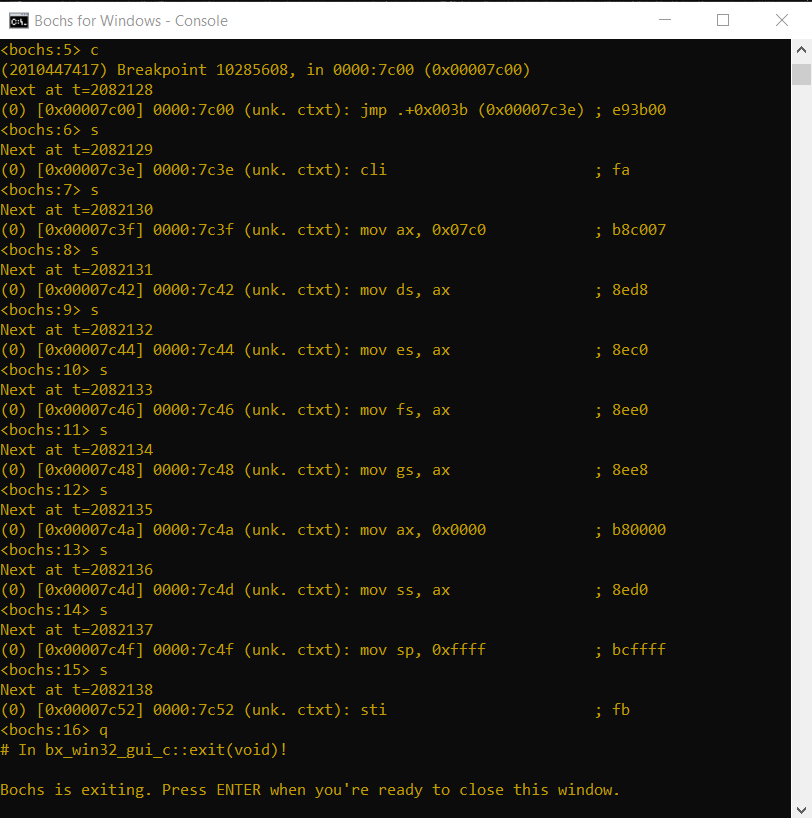 Bochs for Windows - Console
<bochs:5> c
(2010447417) Breakpoint 10285608, in 0000:7c00 (0x00007c00)
Next at t=2082128
(0) [0x00007c00] 0000:7c00 (unk. ctxt): jmp .+0x003b (0x00007c3e) ; e93b00
<bochs:6> s
Next at t=2082129
(0) [0x00007c3e] 0000:7c3e (unk. ctxt): cli                       ; fa
<bochs:7> s
Next at t=2082130
(0) [0x00007c3f] 0000:7c3f (unk. ctxt): mov ax, 0x07c0            ; b8c007
<bochs:8> s
Next at t=2082131
(0) [0x00007c42] 0000:7c42 (unk. ctxt): mov ds, ax                ; 8ed8
<bochs:9> s
Next at t=2082132
(0) [0x00007c44] 0000:7c44 (unk. ctxt): mov es, ax                ; 8ec0
<bochs:10> s
Next at t=2082133
(0) [0x00007c46] 0000:7c46 (unk. ctxt): mov fs, ax                ; 8ee0
<bochs:11> s
Next at t=2082134
(0) [0x00007c48] 0000:7c48 (unk. ctxt): mov gs, ax                ; 8ee8
<bochs:12> s
Next at t=2082135
(0) [0x00007c4a] 0000:7c4a (unk. ctxt): mov ax, 0x0000            ; b80000
<bochs:13> s
Next at t=2082136
(0) [0x00007c4d] 0000:7c4d (unk. ctxt): mov ss, ax                ; 8ed0
<bochs:14> s
Next at t=2082137
(0) [0x00007c4f] 0000:7c4f (unk. ctxt): mov sp, 0xffff            ; bcffff
<bochs:15> s
Next at t=2082138
(0) [0x00007c52] 0000:7c52 (unk. ctxt): sti                       ; fb
<bochs:16> q
# In bx_win32_gui_c::exit(void)!
Bochs is exiting. Press ENTER when you're ready to close this window.